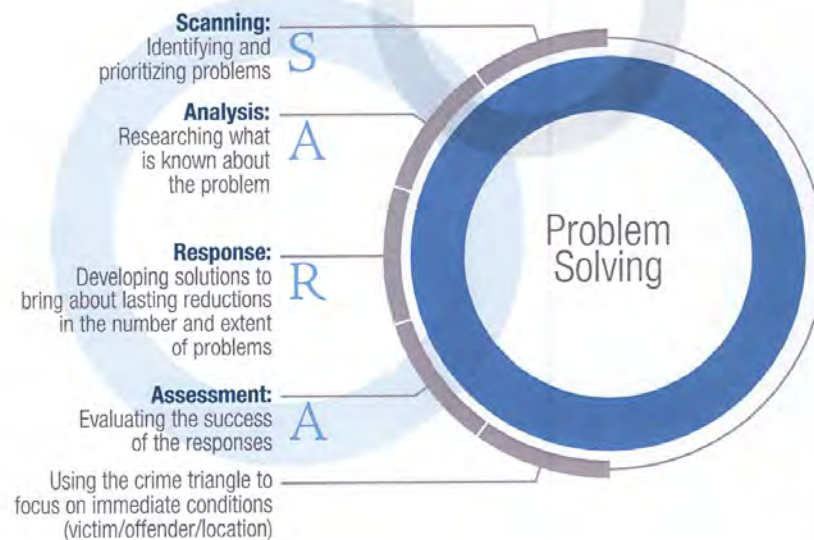 Scanning:
Identifying and
prioritizing problems
S
Analysis:
Researching what
is known about
the problem
A
Response:
Developing solutions to
bring about lasting reductions
in the number and extent
of problems
R
Assessment:
Evaluating the success
of the responses
A
Using the crime triangle to
focus on immediate conditions
(victim/offender/location)
Problem
Solving